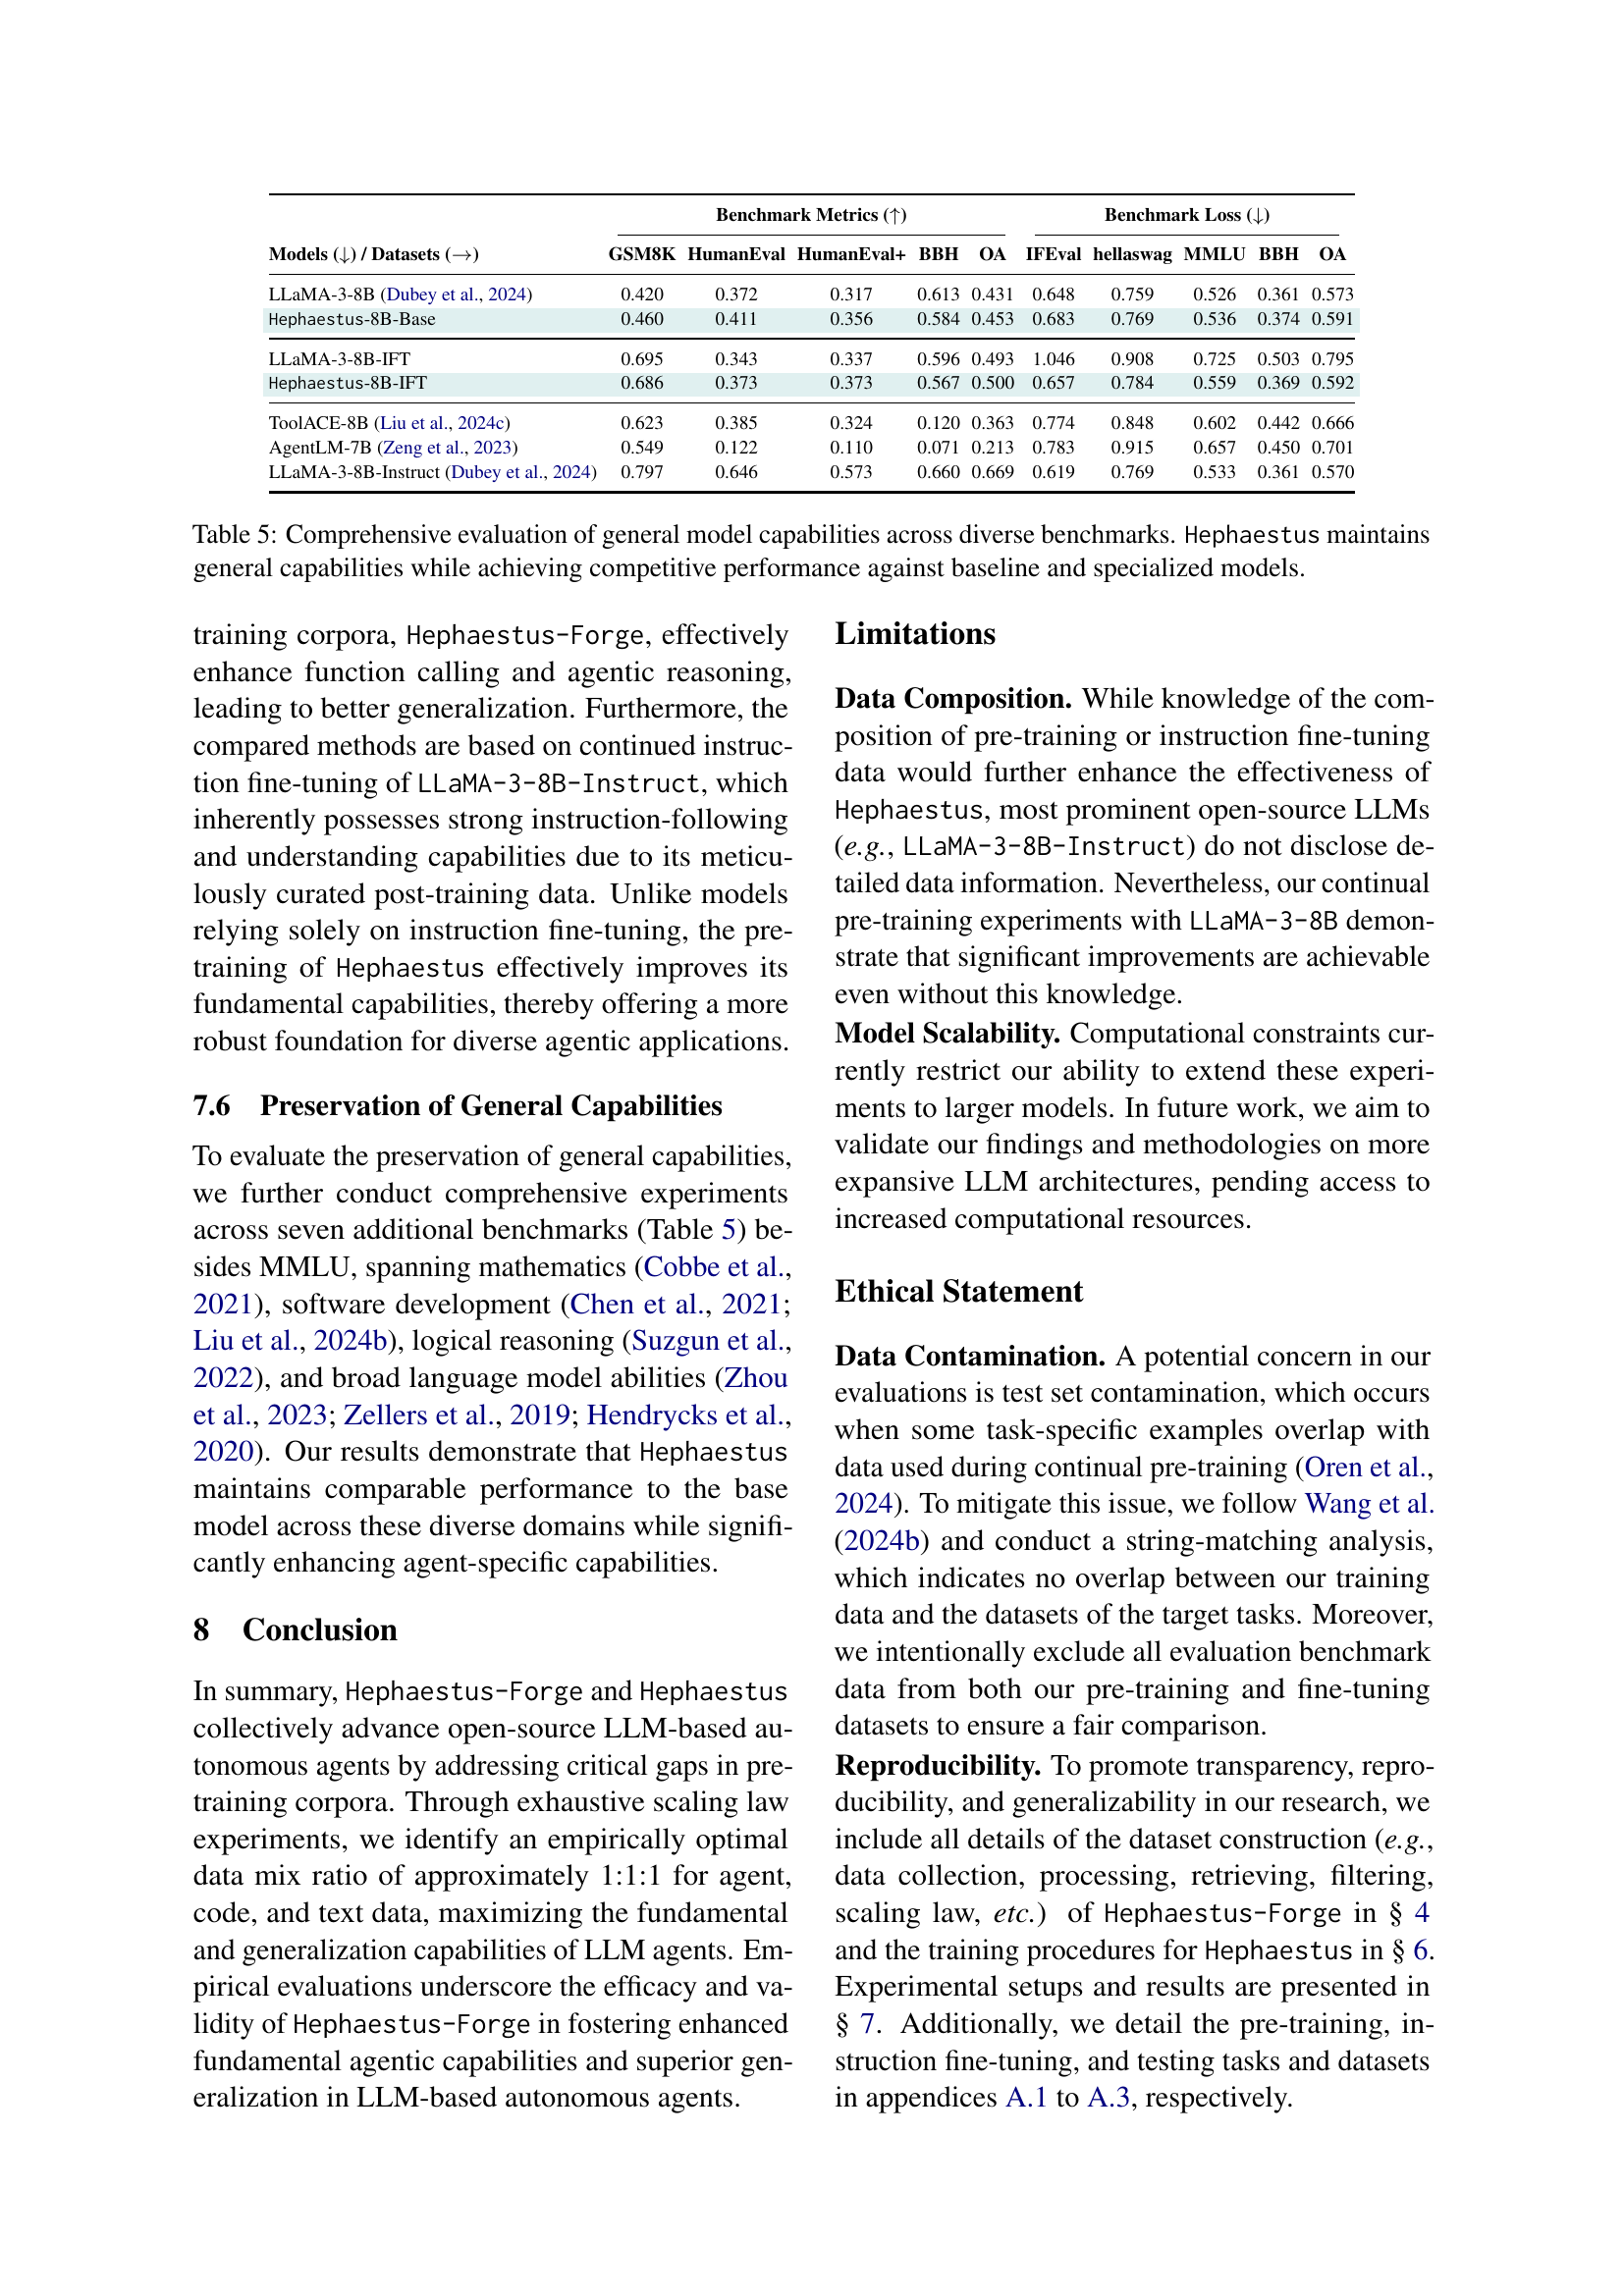 Benchmark Metrics (↑) Benchmark Loss (↓)
Models (↓) / Datasets (→) GSM8K HumanEval HumanEval+ BBH OA IFEval hellaswag MMLU BBH OA
LLaMA-3-8B (Dubey et al., 2024) 0.420 0.372 0.317 0.613 0.431 0.648 0.759 0.526 0.361 0.573
Hephaestus-8B-Base 0.460 0.411 0.356 0.584 0.453 0.683 0.769 0.536 0.374 0.591
LLaMA-3-8B-IFT 0.695 0.343 0.337 0.596 0.493 1.046 0.908 0.725 0.503 0.795
Hephaestus-8B-IFT 0.686 0.373 0.373 0.567 0.500 0.657 0.784 0.559 0.369 0.592
ToolACE-8B (Liu et al., 2024c) 0.623 0.385 0.324 0.120 0.363 0.774 0.848 0.602 0.442 0.666
AgentLM-7B (Zeng et al., 2023) 0.549 0.122 0.110 0.071 0.213 0.783 0.915 0.657 0.450 0.701
LLaMA-3-8B-Instruct (Dubey et al., 2024) 0.797 0.646 0.573 0.660 0.669 0.619 0.769 0.533 0.361 0.570
Table 5: Comprehensive evaluation of general model capabilities across diverse benchmarks. Hephaestus maintains
general capabilities while achieving competitive performance against baseline and specialized models.
training corpora, Hephaestus-Forge, effectively
enhance function calling and agentic reasoning,
leading to better generalization. Furthermore, the
compared methods are based on continued instruc-
tion fine-tuning of LLaMA-3-8B-Instruct, which
inherently possesses strong instruction-following
and understanding capabilities due to its meticu-
lously curated post-training data. Unlike models
relying solely on instruction fine-tuning, the pre-
training of Hephaestus effectively improves its
fundamental capabilities, thereby offering a more
robust foundation for diverse agentic applications.
7.6 Preservation of General Capabilities
To evaluate the preservation of general capabilities,
we further conduct comprehensive experiments
across seven additional benchmarks (Table 5) be-
sides MMLU, spanning mathematics (Cobbe et al.,
2021), software development (Chen et al., 2021;
Liu et al., 2024b), logical reasoning (Suzgun et al.,
2022), and broad language model abilities (Zhou
et al., 2023; Zellers et al., 2019; Hendrycks et al.,
2020). Our results demonstrate that Hephaestus
maintains comparable performance to the base
model across these diverse domains while signifi-
cantly enhancing agent-specific capabilities.
8 Conclusion
In summary, Hephaestus-Forge and Hephaestus
collectively advance open-source LLM-based au-
tonomous agents by addressing critical gaps in pre-
training corpora. Through exhaustive scaling law
experiments, we identify an empirically optimal
data mix ratio of approximately 1:1:1 for agent,
code, and text data, maximizing the fundamental
and generalization capabilities of LLM agents. Em-
pirical evaluations underscore the efficacy and va-
lidity of Hephaestus-Forge in fostering enhanced
fundamental agentic capabilities and superior gen-
eralization in LLM-based autonomous agents.
Limitations
Data Composition. While knowledge of the com-
position of pre-training or instruction fine-tuning
data would further enhance the effectiveness of
Hephaestus, most prominent open-source LLMs
(e.g., LLaMA-3-8B-Instruct) do not disclose de-
tailed data information. Nevertheless, our continual
pre-training experiments with LLaMA-3-8B demon-
strate that significant improvements are achievable
even without this knowledge.
Model Scalability. Computational constraints cur-
rently restrict our ability to extend these experi-
ments to larger models. In future work, we aim to
validate our findings and methodologies on more
expansive LLM architectures, pending access to
increased computational resources.
Ethical Statement
Data Contamination. A potential concern in our
evaluations is test set contamination, which occurs
when some task-specific examples overlap with
data used during continual pre-training (Oren et al.,
2024). To mitigate this issue, we follow Wang et al.
(2024b) and conduct a string-matching analysis,
which indicates no overlap between our training
data and the datasets of the target tasks. Moreover,
we intentionally exclude all evaluation benchmark
data from both our pre-training and fine-tuning
datasets to ensure a fair comparison.
Reproducibility. To promote transparency, repro-
ducibility, and generalizability in our research, we
include all details of the dataset construction (e.g.,
data collection, processing, retrieving, filtering,
scaling law, etc.) of Hephaestus-Forge in § 4
and the training procedures for Hephaestus in § 6.
Experimental setups and results are presented in
§ 7. Additionally, we detail the pre-training, in-
struction fine-tuning, and testing tasks and datasets
in appendices A.1 to A.3, respectively.